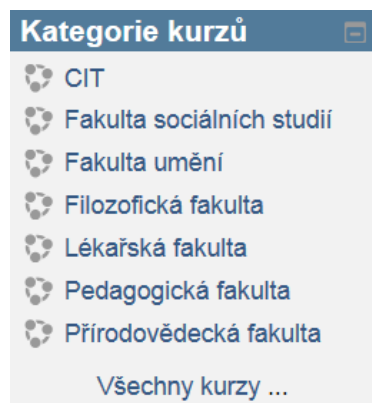 Kategorie kurzů
CIT
Fakulta sociálních studií
Fakulta umění
Filozofická fakulta
Lékařská fakulta
Pedagogická fakulta
Přírodovědecká fakulta
Všechny kurzy ...